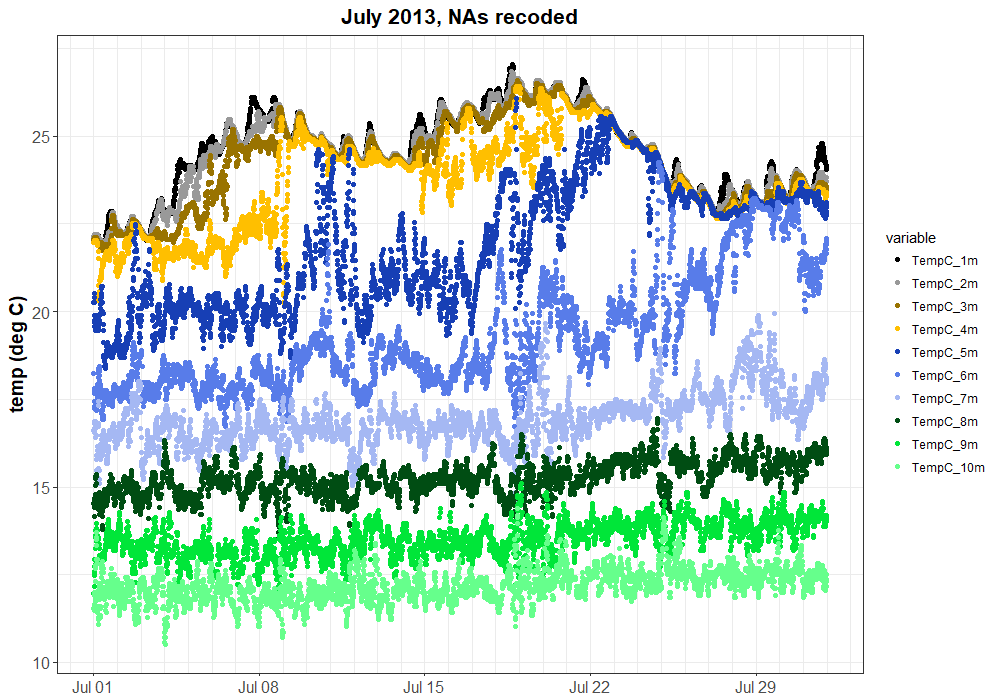 July 2013, NAs recoded
temp (deg C)
25
20
15
10
Jul 01
Jul 08
Jul 15
Jul 22
Jul 29
variable
TempC_1m
TempC_2m
TempC_3m
TempC_4m
TempC_5m
TempC_6m
TempC_7m
TempC_8m
TempC_9m
TempC_10m